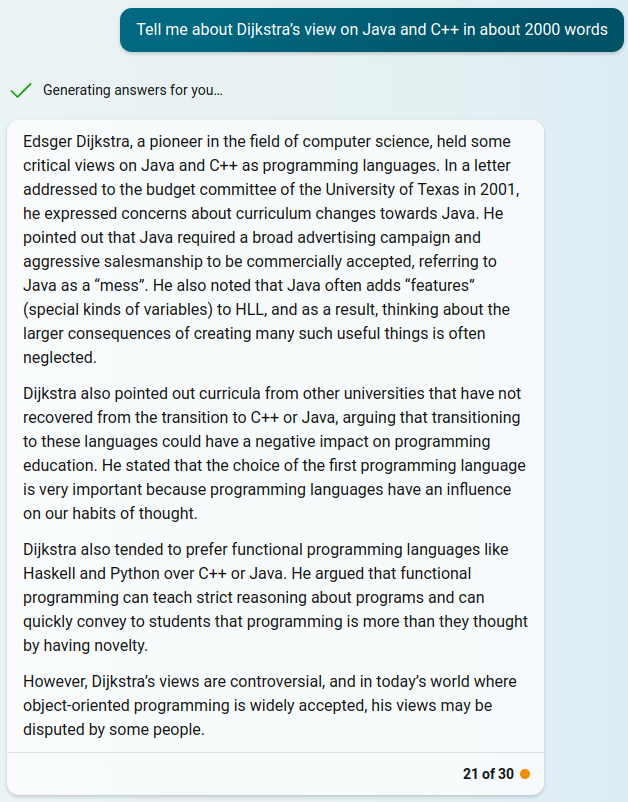 Tell me about Dijkstra’s view on Java and C++ in about 2000 words
Generating answers for you…
Edsger Dijkstra, a pioneer in the field of computer science, held some
critical views on Java and C++ as programming languages. In a letter
addressed to the budget committee of the University of Texas in 2001,
he expressed concerns about curriculum changes towards Java. He
pointed out that Java required a broad advertising campaign and
aggressive salesmanship to be commercially accepted, referring to
Java as a “mess”. He also noted that Java often adds “features”
(special kinds of variables) to HLL, and as a result, thinking about the
larger consequences of creating many such useful things is often
neglected.
Dijkstra also pointed out curricula from other universities that have not
recovered from the transition to C++ or Java, arguing that transitioning
to these languages could have a negative impact on programming
education. He stated that the choice of the first programming language
is very important because programming languages have an influence
on our habits of thought.
Dijkstra also tended to prefer functional programming languages like
Haskell and Python over C++ or Java. He argued that functional
programming can teach strict reasoning about programs and can
quickly convey to students that programming is more than they thought
by having novelty.
However, Dijkstra’s views are controversial, and in today’s world where
object-oriented programming is widely accepted, his views may be
disputed by some people.
21 of 30